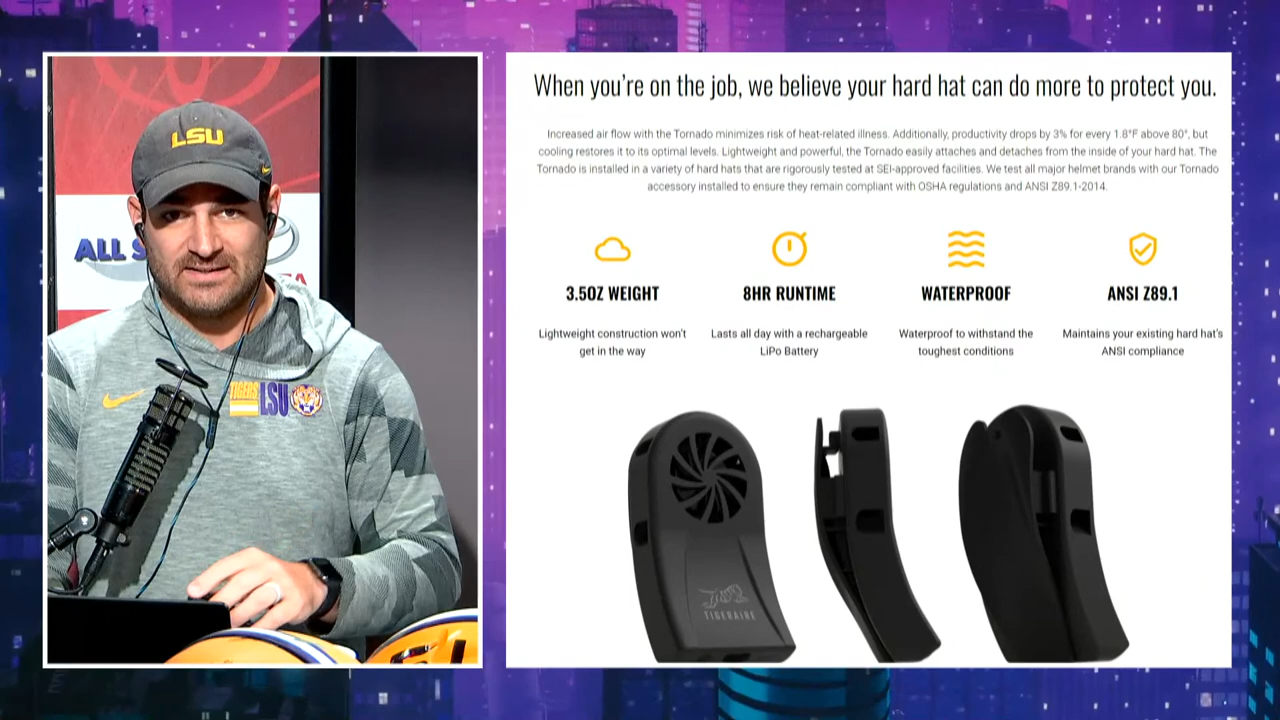 LSU
ALL S
TIGERS
LSU
When you're on the job, we believe your hard hat can do more to protect you.
Increased air flow with the Tornado minimizes risk of heat-related illness. Additionally, productivity drops by 3% for every 1.8°F above 80°, but
cooling restores it to its optimal levels. Lightweight and powerful, the Tornado easily attaches and detaches from the inside of your hard hat. The
Tornado is installed in a variety of hard hats that are rigorously tested at SEI-approved facilities. We test all major helmet brands with our Tornado
accessory installed to ensure they remain compliant with OSHA regulations and ANSI Z89.1-2014.
3.5OZ WEIGHT
Lightweight construction won't
get in the way
8HR RUNTIME
Lasts all day with a rechargeable
LiPo Battery
WATERPROOF
Waterproof to withstand the
toughest conditions
ANSI Z89.1
Maintains your existing hard hat's
ANSI compliance
TIGERAIRE